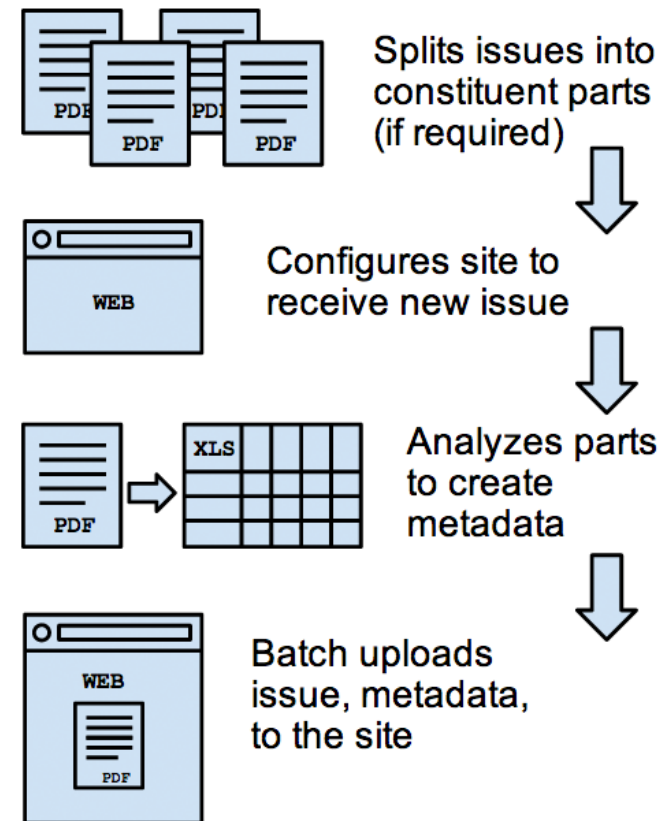 PDF
PDF
PDF
PDF
Splits issues into
constituent parts
(if required)
WEB
Configures site to
receive new issue
PDF
XLS
Analyzes parts
to create
metadata
WEB
PDF
Batch uploads
issue, metadata,
to the site